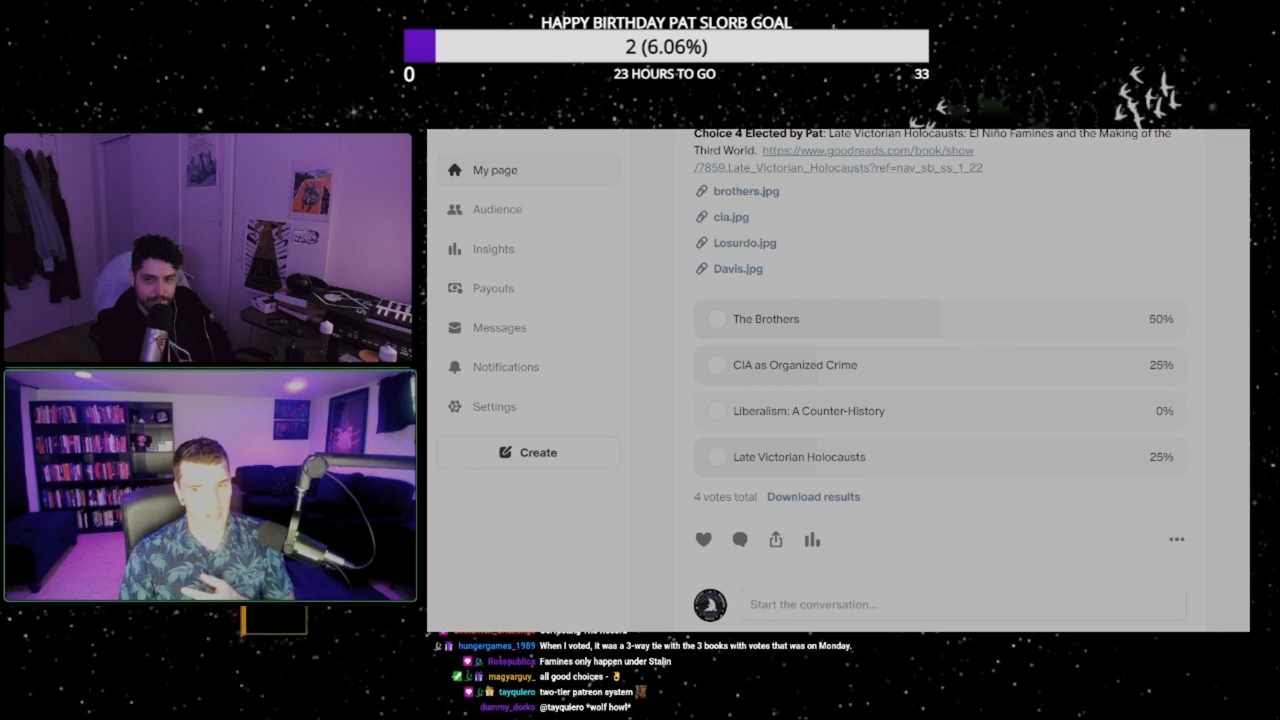 HAPPY BIRTHDAY PAT SLORB GOAL
2 (6.06%)
0
23 HOURS TO GO
33
Choice 4 Elected by Pat: Late Victorian Holocausts: El Niño Famines and the Making of the
Third World. https://www.goodreads.com/book/show
/7859.Late_Victorian_Holocausts?ref=nav_sb_ss_1_22
brothers.jpg
cia.jpg
Losurdo.jpg
Davis.jpg
My page
Audience
Insights
Payouts
Messages
Notifications
Settings
Create
The Brothers 50%
CIA as Organized Crime 25%
Liberalism: A Counter-History 0%
Late Victorian Holocausts 25%
4 votes total Download results
Start the conversation...
hungergames_1989 When I voted, it was a 3-way tie with the 3 books with votes that was on Monday.
Rosspublica Famines only happen under Stalin
magyarguy_ all good choices -
tayquiero two-tier patreon system
dummy_dorko @tayquiero *wolf howl*